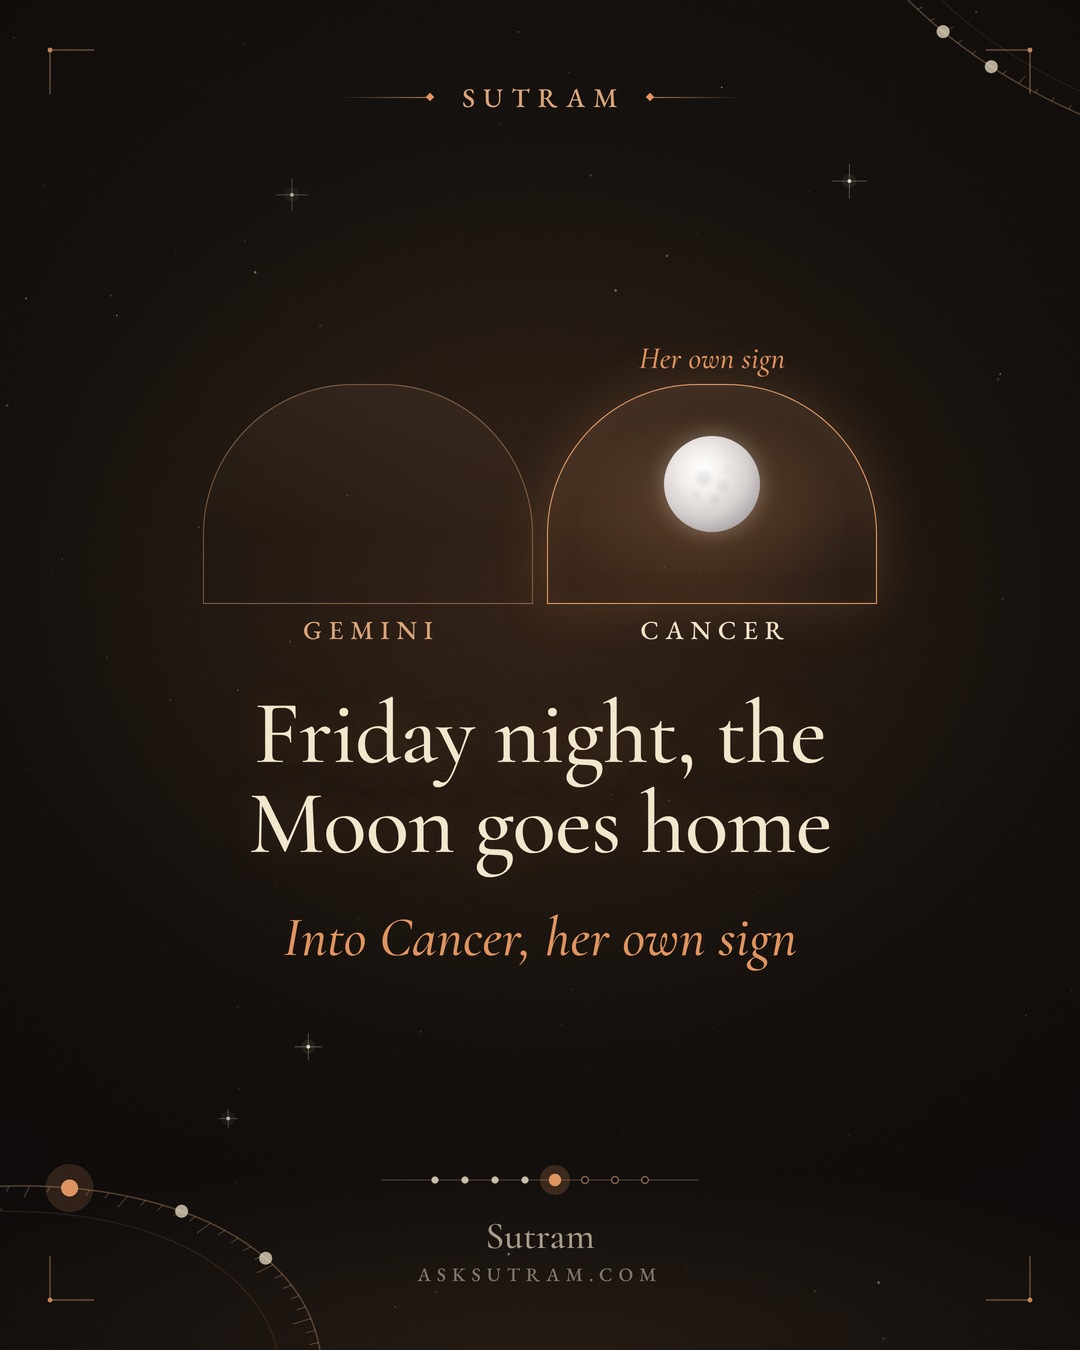 SUTRAM
Her own sign
GEMINI
CANCER
Friday night, the
Moon goes home
Into Cancer, her own sign
Sutram
ASKSUTRAM.COM